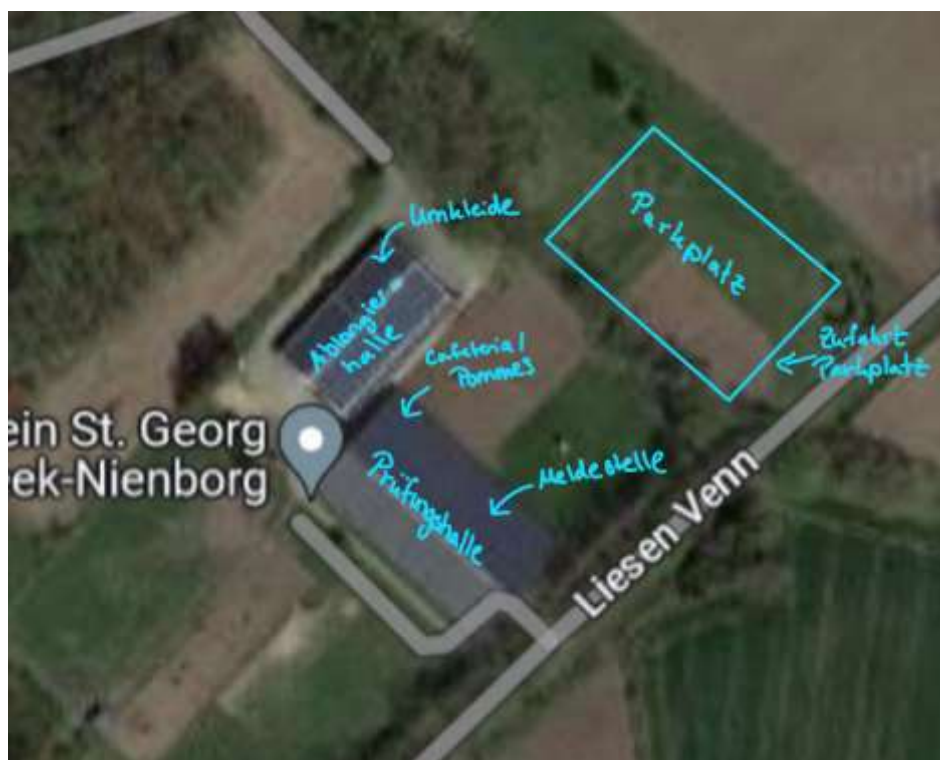 Umkleide
Parkplatz
Ablongier-
halle
Cafeteria/
Pommes
Zufahrt
Parkplatz
ein St. Georg
ek-Nienborg
Prüfungshalle
Meldestelle
Liesen Venn